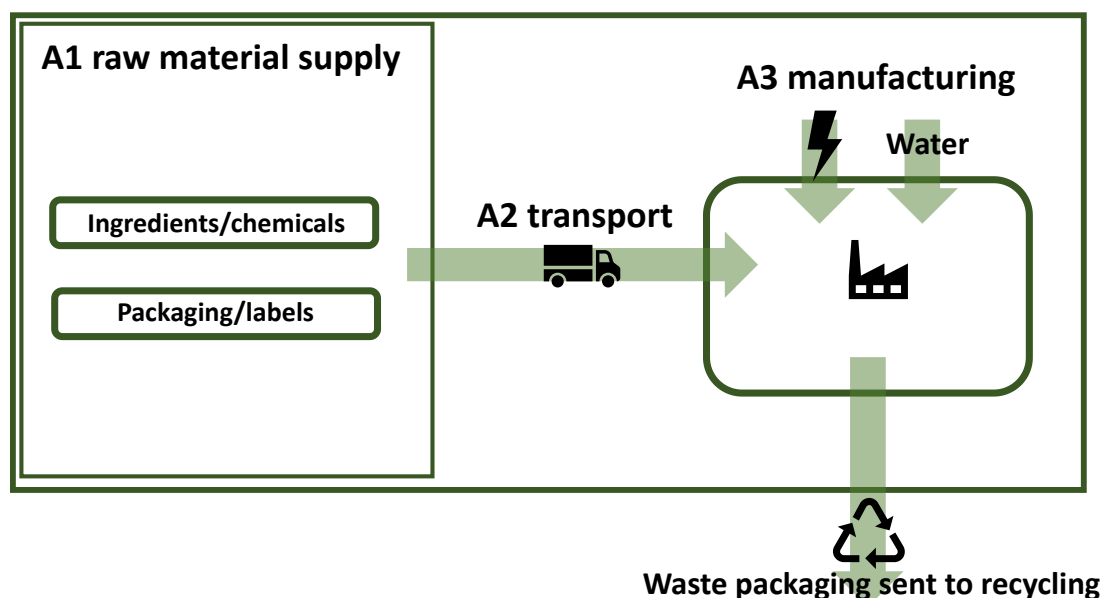 A1 raw material supply
A3 manufacturing
Water
Ingredients/chemicals
A2 transport
Packaging/labels
Waste packaging sent to recycling